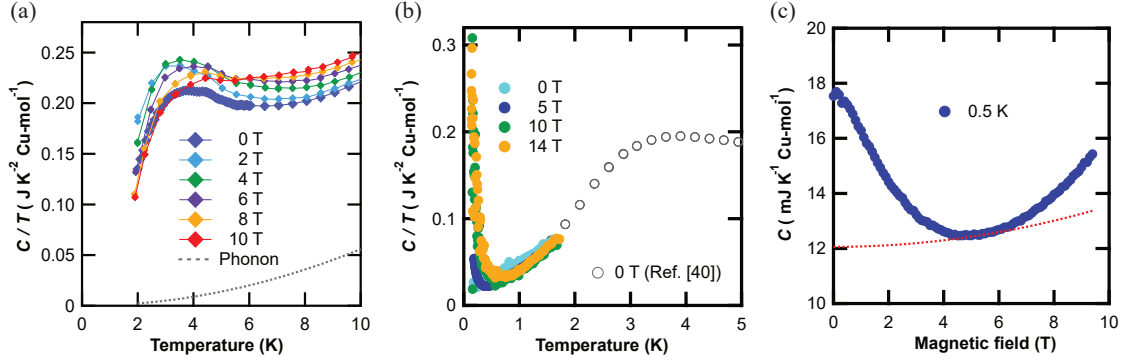 (a)
C / T ( J K-2 Cu-mol-1)
0.25
0.20
0.15
0.10
0.05
0
0 2 4 6 8 10
Temperature (K)
0 T
2 T
4 T
6 T
8 T
10 T
Phonon
(b)
C / T ( J K-2 Cu-mol-1)
0.3
0.2
0.1
0
0 1 2 3 4 5
Temperature (K)
0 T
5 T
10 T
14 T
0 T (Ref. [40])
(c)
C ( mJ K-1 Cu-mol-1)
20
18
16
14
12
10
0 2 4 6 8 10
Magnetic field (T)
0.5 K